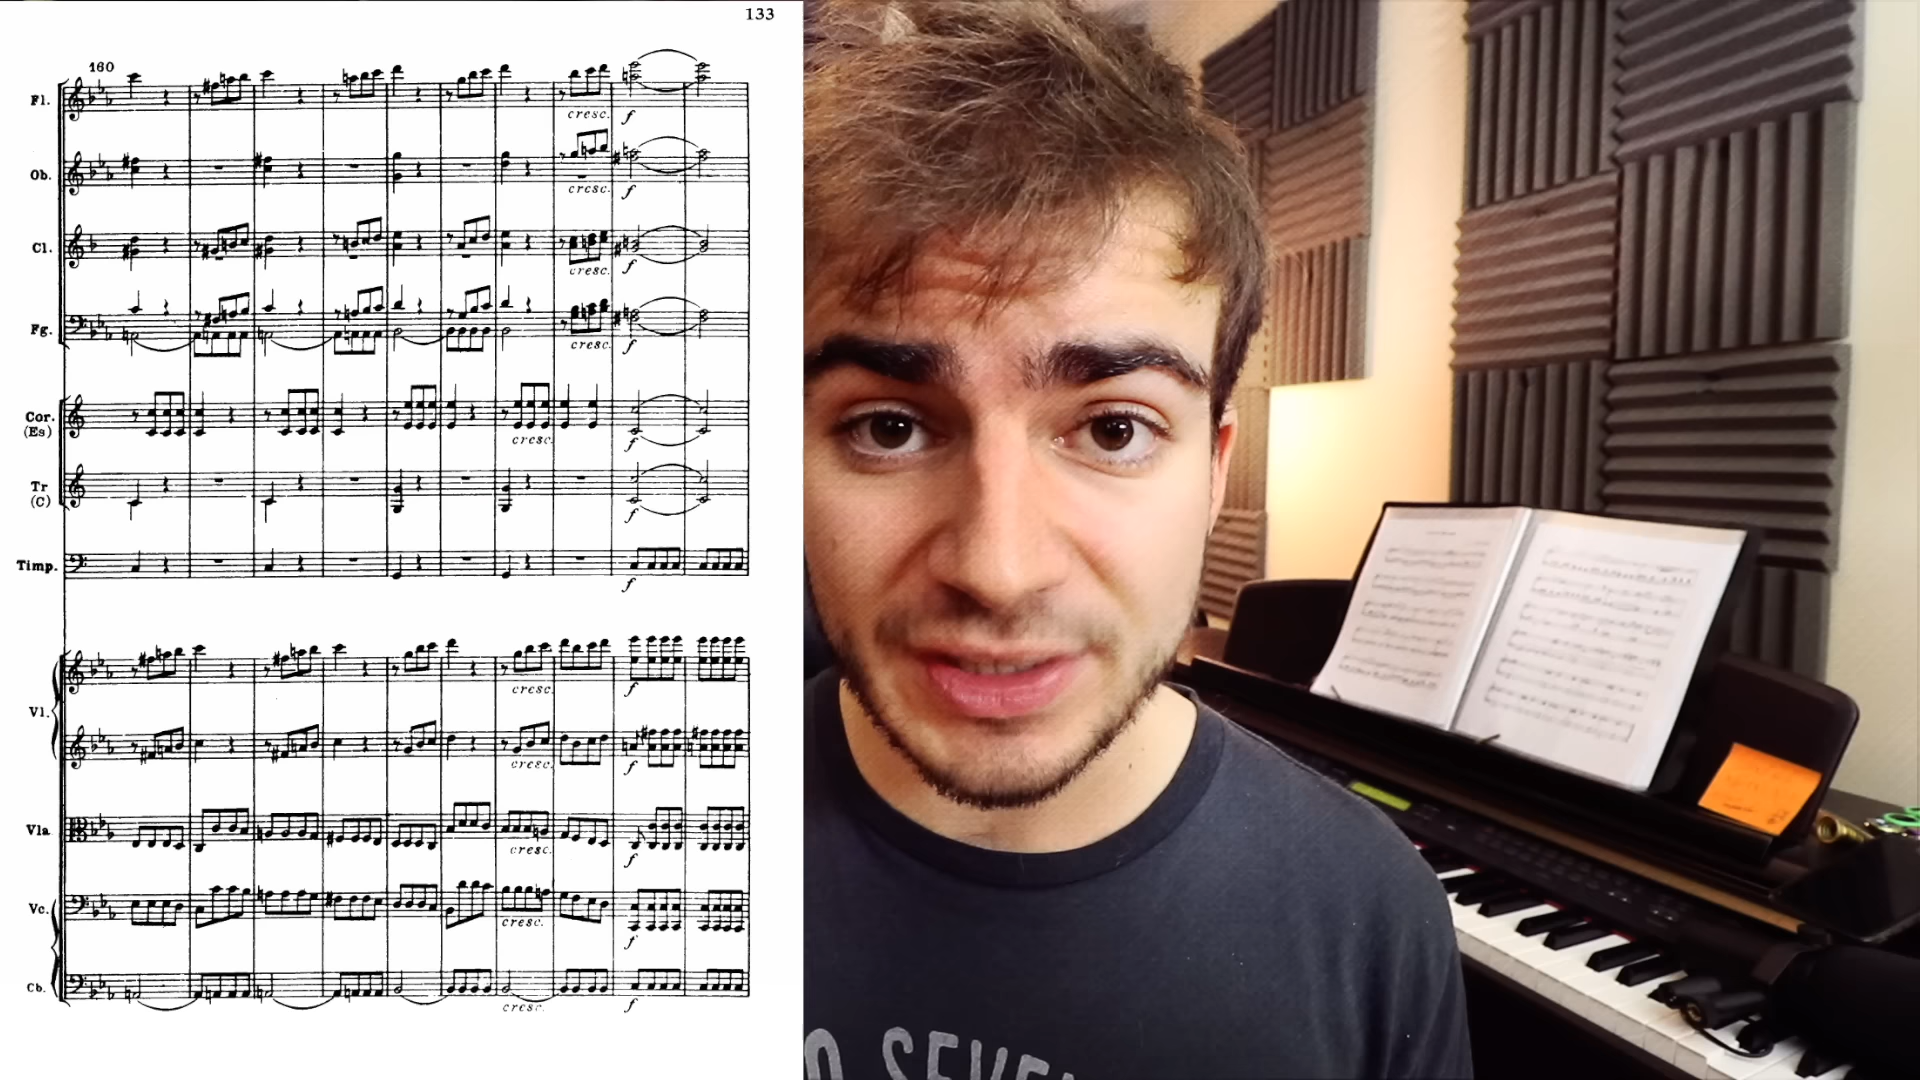 133
160
Fl.
cresc. f
Ob.
cresc. f
Cl.
cresc. f
Fg.
cresc. f
Cor.
(Es)
cresc. f
Tr
(C)
f
Timp.
f
Vl.
cresc. f
cresc. f
Vla
cresc. f
Vc.
cresc. f
Cb.
cresc. f
SEVEN